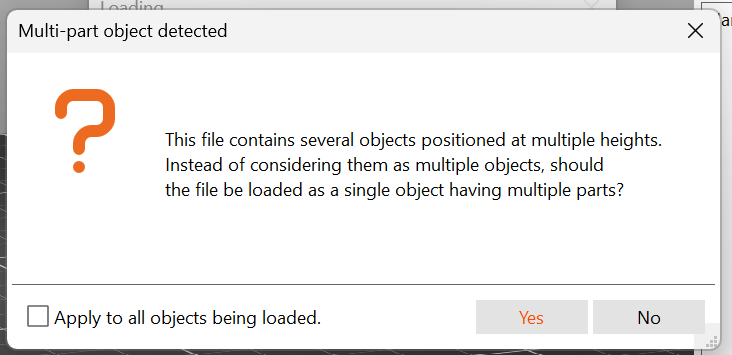 Loading
Multi-part object detected
This file contains several objects positioned at multiple heights.
Instead of considering them as multiple objects, should
the file be loaded as a single object having multiple parts?
Apply to all objects being loaded.
Yes
No